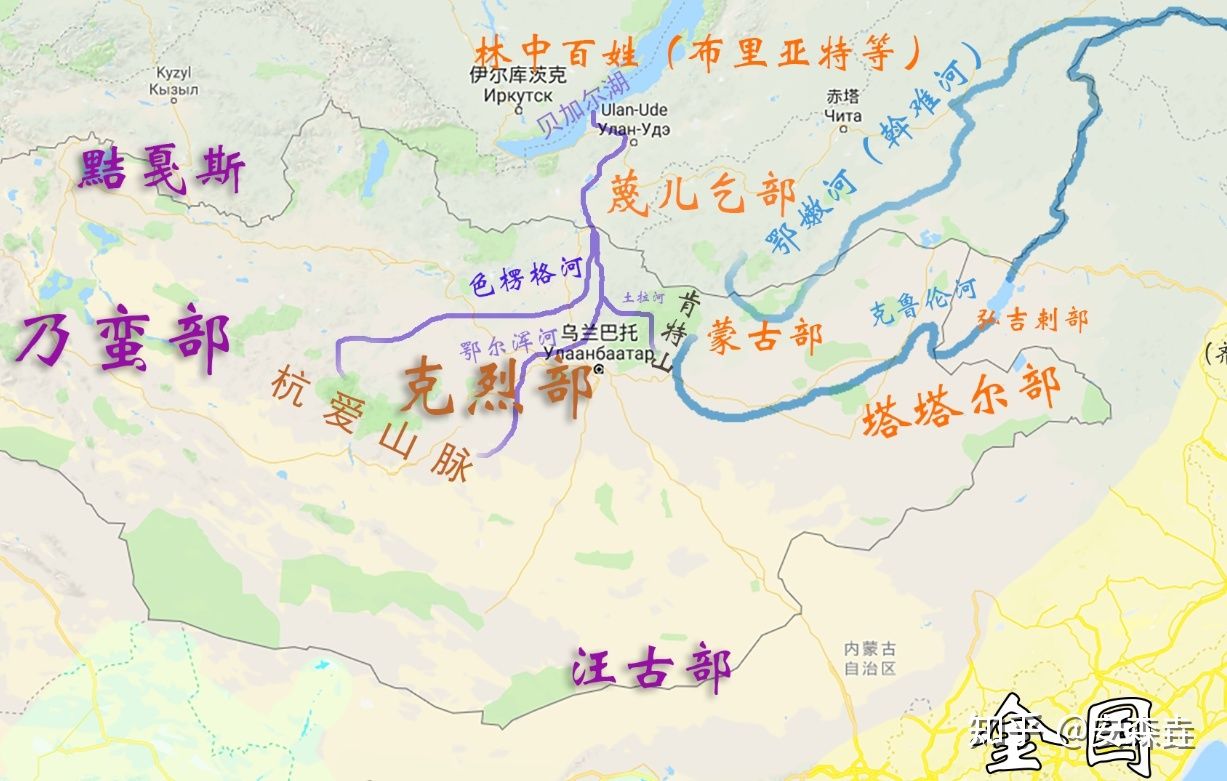 林中百姓（布里亚特等）
Kyzyl
Кызыл
伊尔库茨克
Иркутск
贝加尔湖
Ulan-Ude
Улан-Удэ
赤塔
Чита
鄂嫩河（斡难河）
黠戛斯
蔑儿乞部
色楞格河
土拉河
肯特山
克鲁伦河
弘吉剌部
乃蛮部
鄂尔浑河
乌兰巴托
Улаанбаатар
蒙古部
克烈部
杭爱山脉
塔塔尔部
汪古部
内蒙古
自治区
金国
知乎 @安森垚